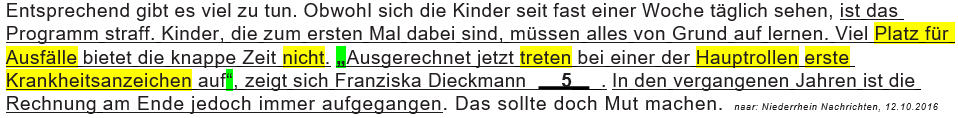 Entsprechend gibt es viel zu tun. Obwohl sich die Kinder seit fast einer Woche täglich sehen, ist das
Programm straff. Kinder, die zum ersten Mal dabei sind, müssen alles von Grund auf lernen. Viel Platz für
Ausfälle bietet die knappe Zeit nicht. „Ausgerechnet jetzt treten bei einer der Hauptrollen erste
Krankheitsanzeichen auf“, zeigt sich Franziska Dieckmann __5__ . In den vergangenen Jahren ist die
Rechnung am Ende jedoch immer aufgegangen. Das sollte doch Mut machen. naar: Niederrhein Nachrichten, 12.10.2016